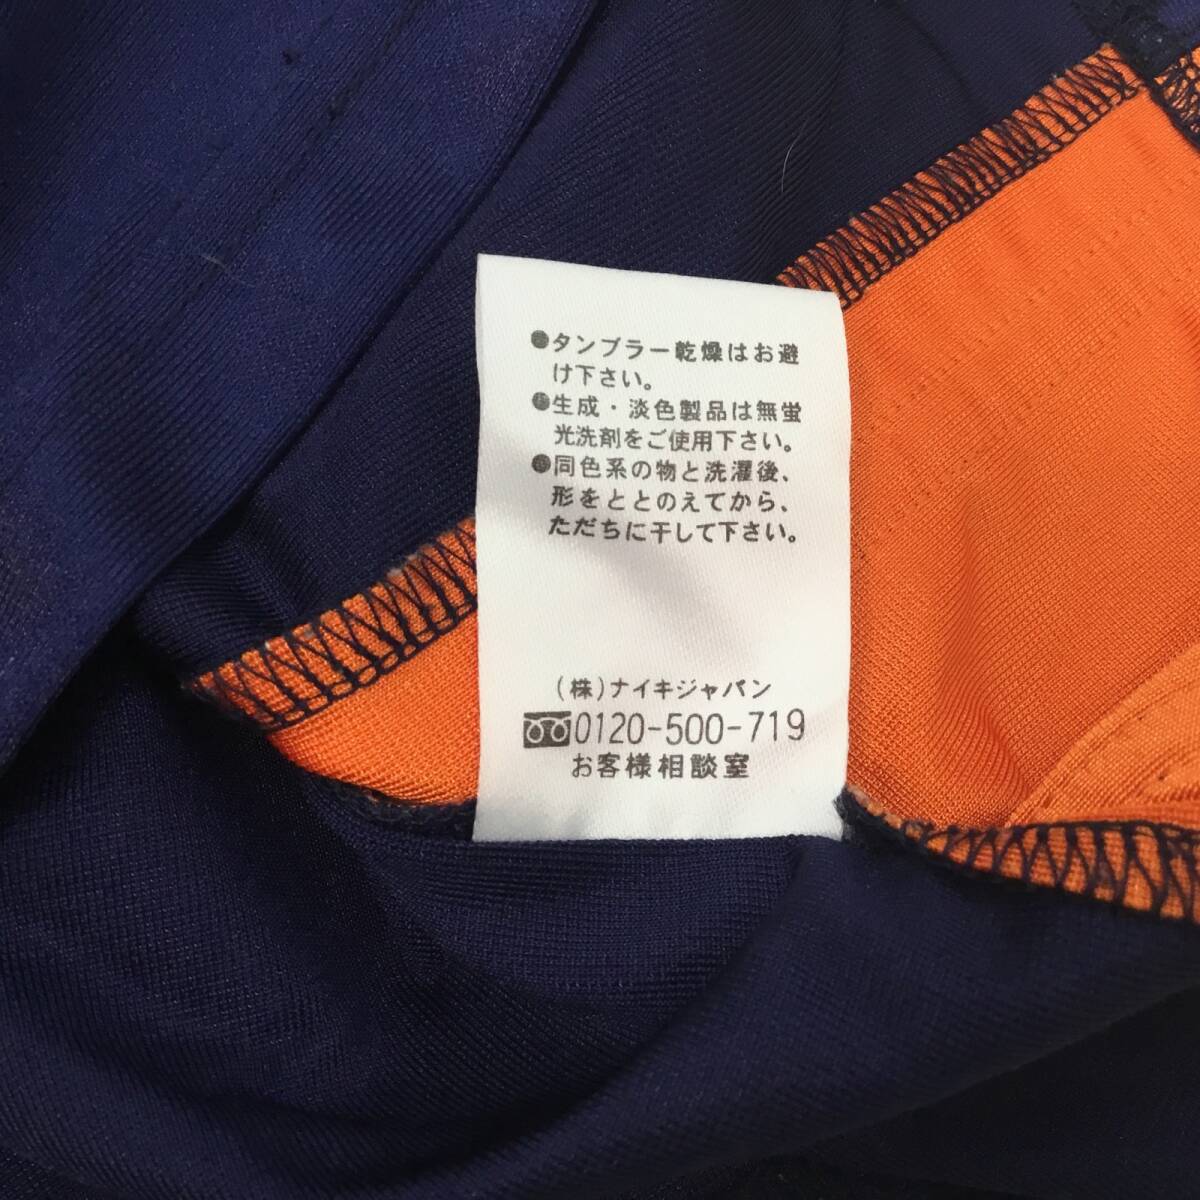 ●タンブラー乾燥はお避
け下さい。
●生成・淡色製品は無蛍
光洗剤をご使用下さい。
●同色系の物と洗濯後、
形をととのえてから、
ただちに干して下さい。
(株)ナイキジャパン
0120-500-719
お客様相談室